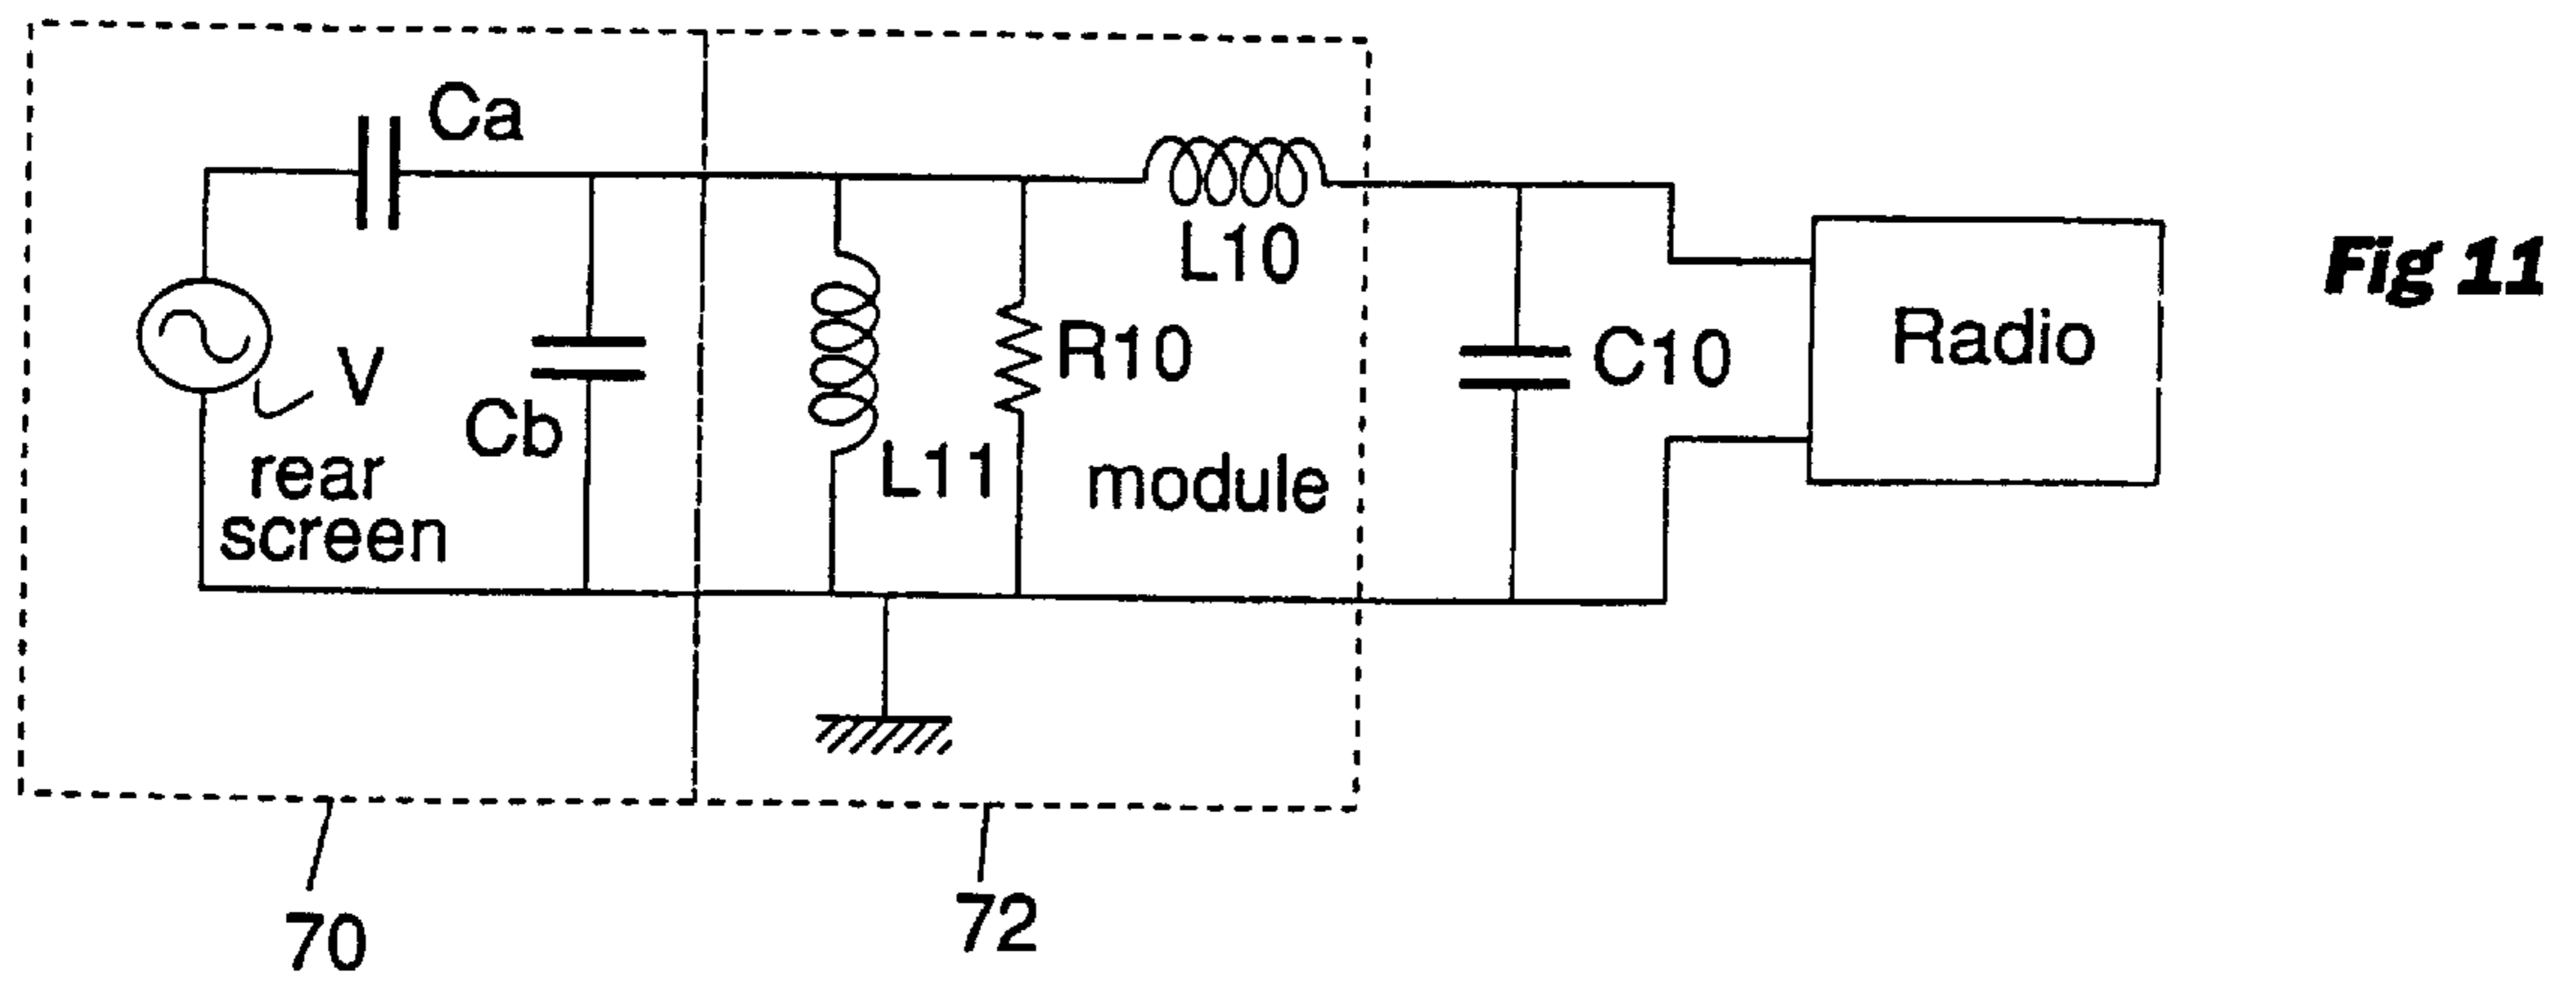 Ca
L10
Fig 11
V
Cb
R10
C10
Radio
rear
screen
L11
module
70
72